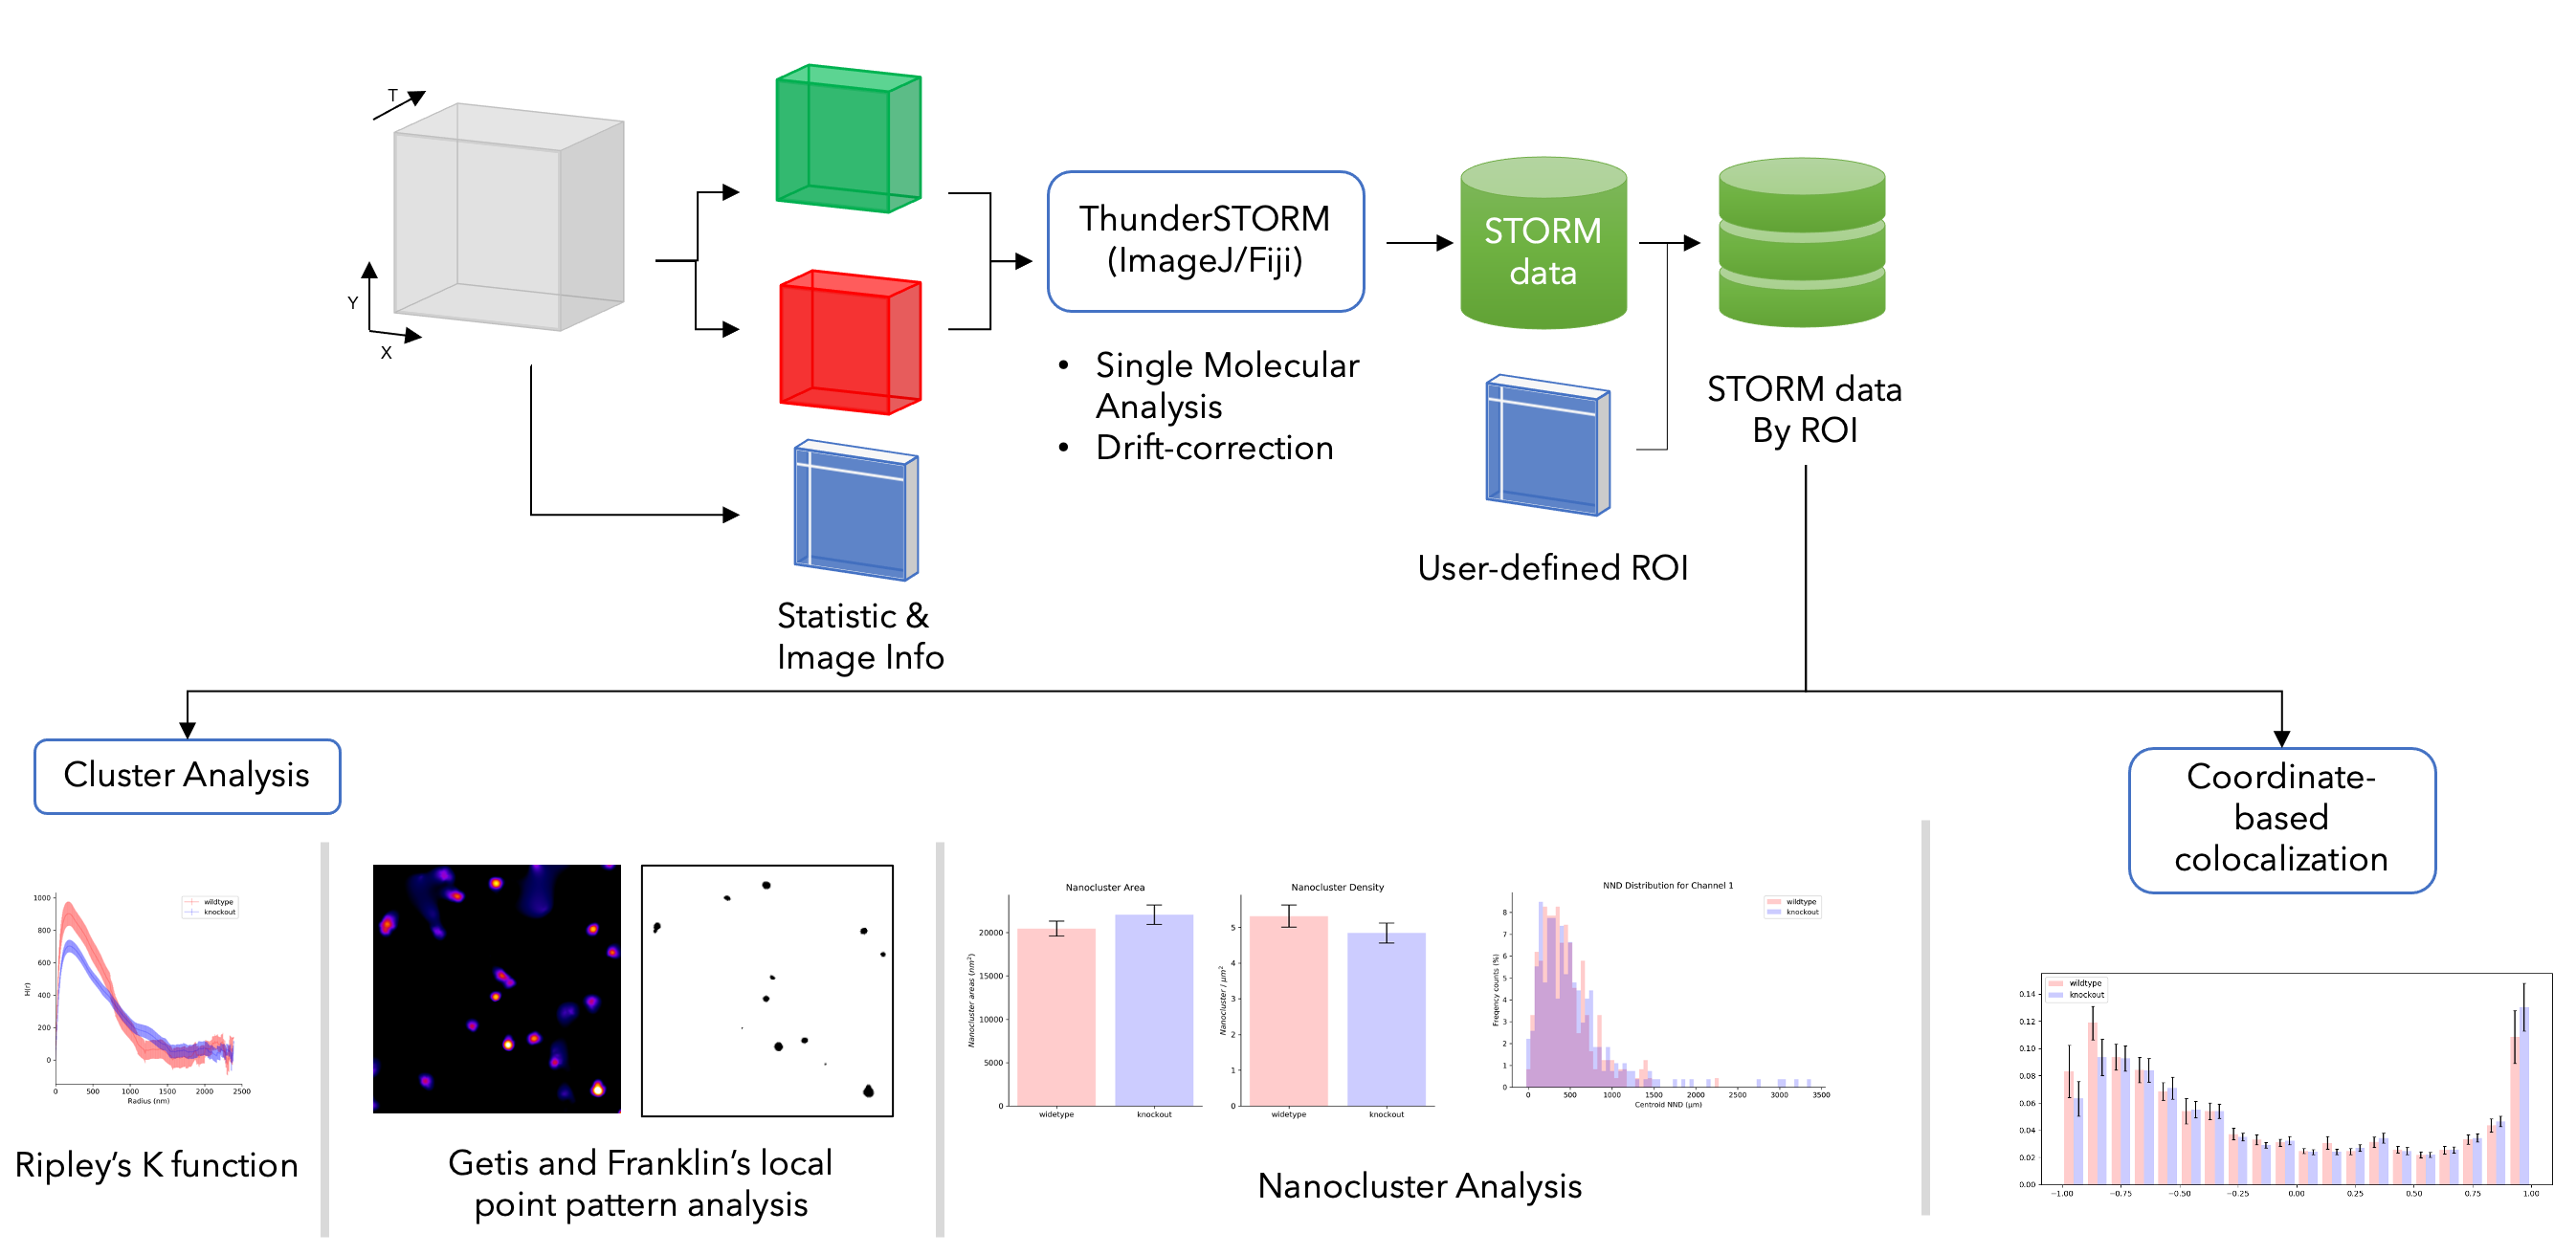 T
Y
X
ThunderSTORM
(ImageJ/Fiji)
• Single Molecular
Analysis
• Drift-correction
STORM
data
STORM data
By ROI
User-defined ROI
Statistic &
Image Info
Cluster Analysis
Coordinate-
based
colocalization
1000
800
600
400
200
0
H(r)
0 500 1000 1500 2000 2500
Radius (nm)
wildtype
knockout
Ripley's K function
Getis and Franklin's local
point pattern analysis
Nanocluster Area
Nanocluster areas (nm²)
20000
15000
10000
5000
0
widetype knockout
Nanocluster Density
Nanocluster / μm²
5
4
3
2
1
0
widetype knockout
NND Distribution for Channel 1
wildtype
knockout
Freqency counts (%)
8
7
6
5
4
3
2
1
0
0 500 1000 1500 2000 2500 3000 3500
Centroid NND (μm)
Nanocluster Analysis
wildtype
knockout
0.14
0.12
0.10
0.08
0.06
0.04
0.02
0.00
−1.00 −0.75 −0.50 −0.25 0.00 0.25 0.50 0.75 1.00